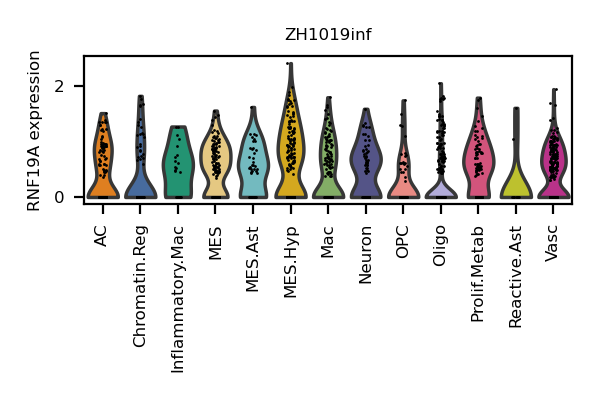 ZH1019inf
RNF19A expression
2
0
AC
Chromatin.Reg
Inflammatory.Mac
MES
MES.Ast
MES.Hyp
Mac
Neuron
OPC
Oligo
Prolif.Metab
Reactive.Ast
Vasc